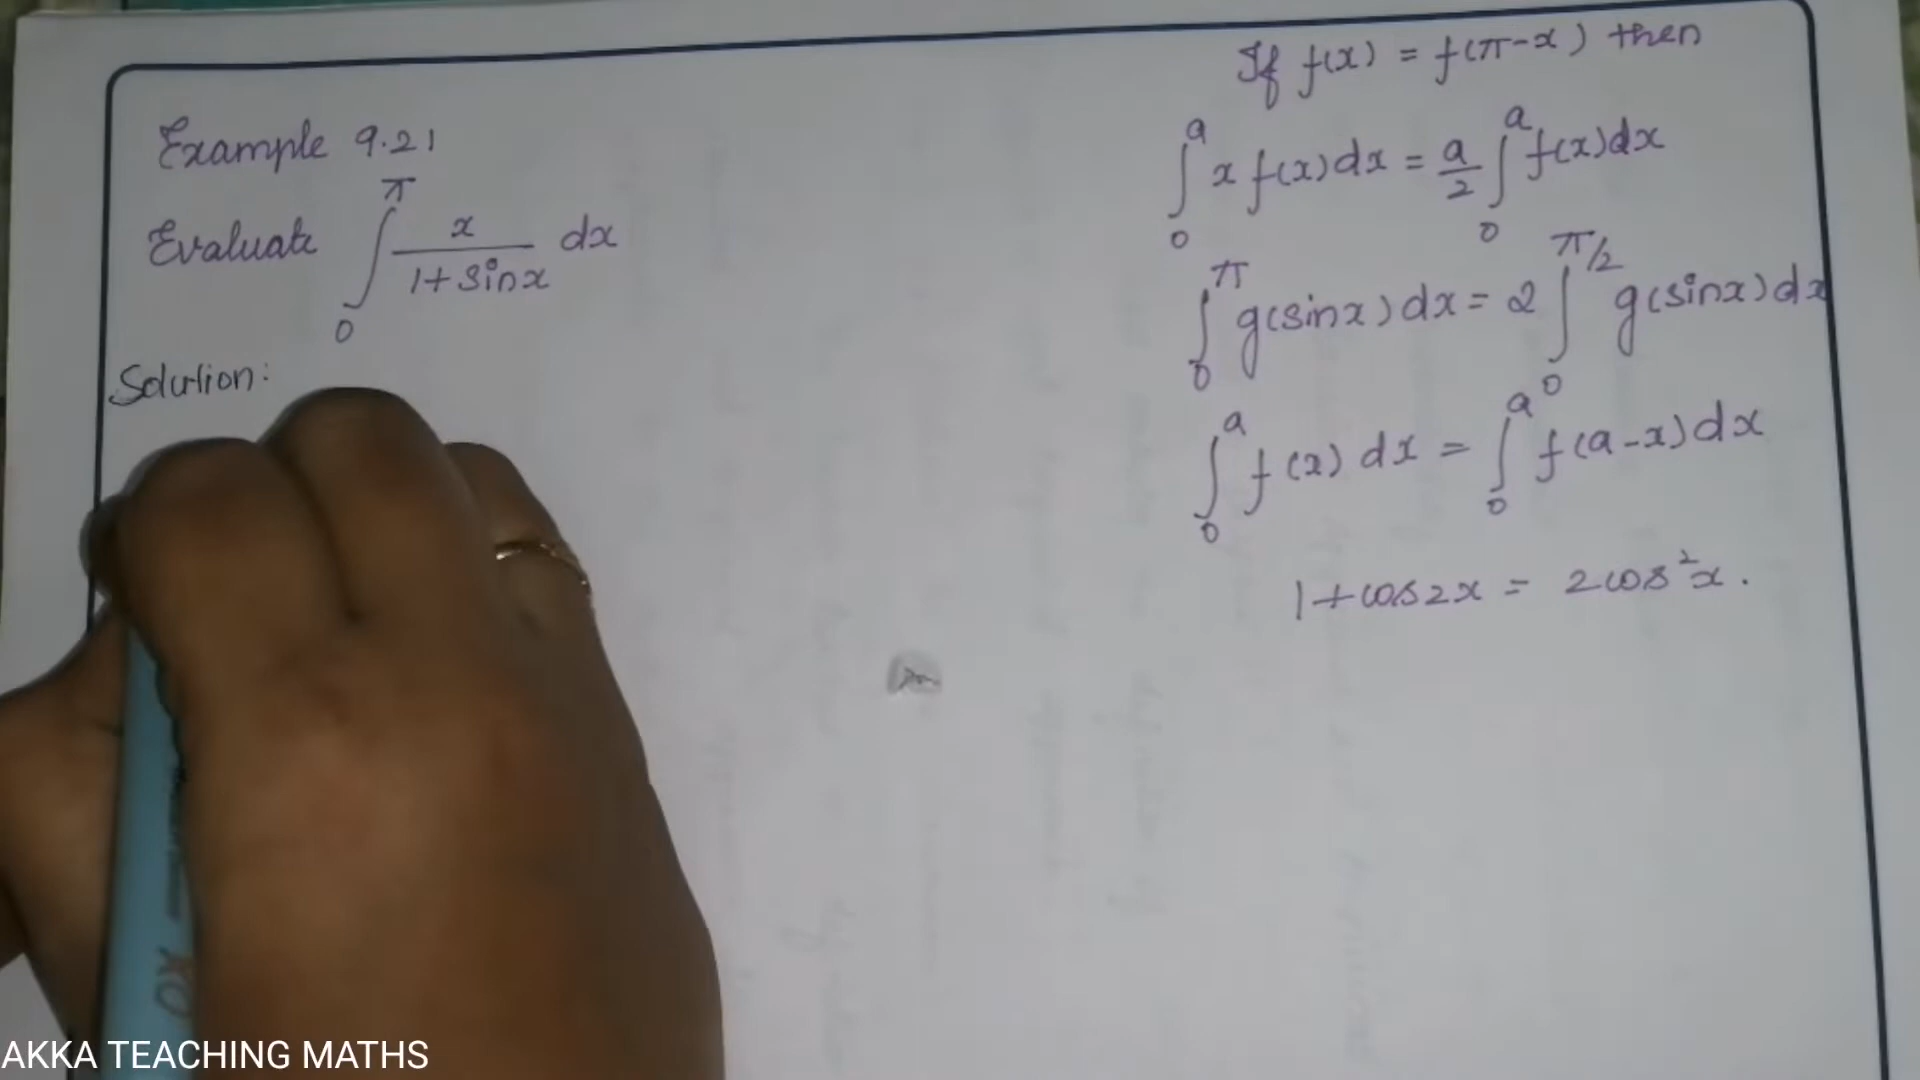 Example 9.21
Evaluate ∫₀^π x/(1+sinx) dx
Solution:
If f(x) = f(π-x) then
∫₀^a x f(x) dx = a/2 ∫₀^a f(x) dx
∫₀^π g(sinx) dx = 2 ∫₀^{π/2} g(sinx) dx
∫₀^a f(x) dx = ∫₀^a f(a-x) dx
1+cos2x = 2cos²x.
AKKA TEACHING MATHS